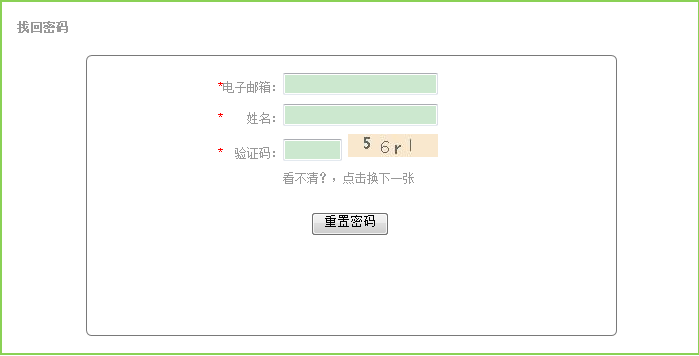 找回密码
*电子邮箱:
* 姓名:
* 验证码: 56r
看不清?，点击换下一张
重置密码